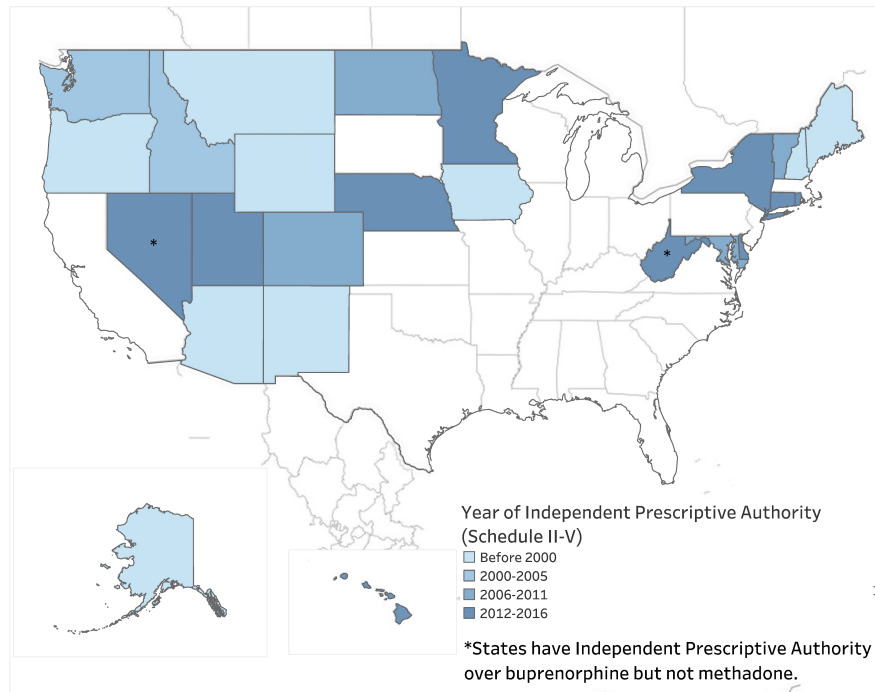 *
*
Year of Independent Prescriptive Authority
(Schedule II-V)
Before 2000
2000-2005
2006-2011
2012-2016
*States have Independent Prescriptive Authority
over buprenorphine but not methadone.